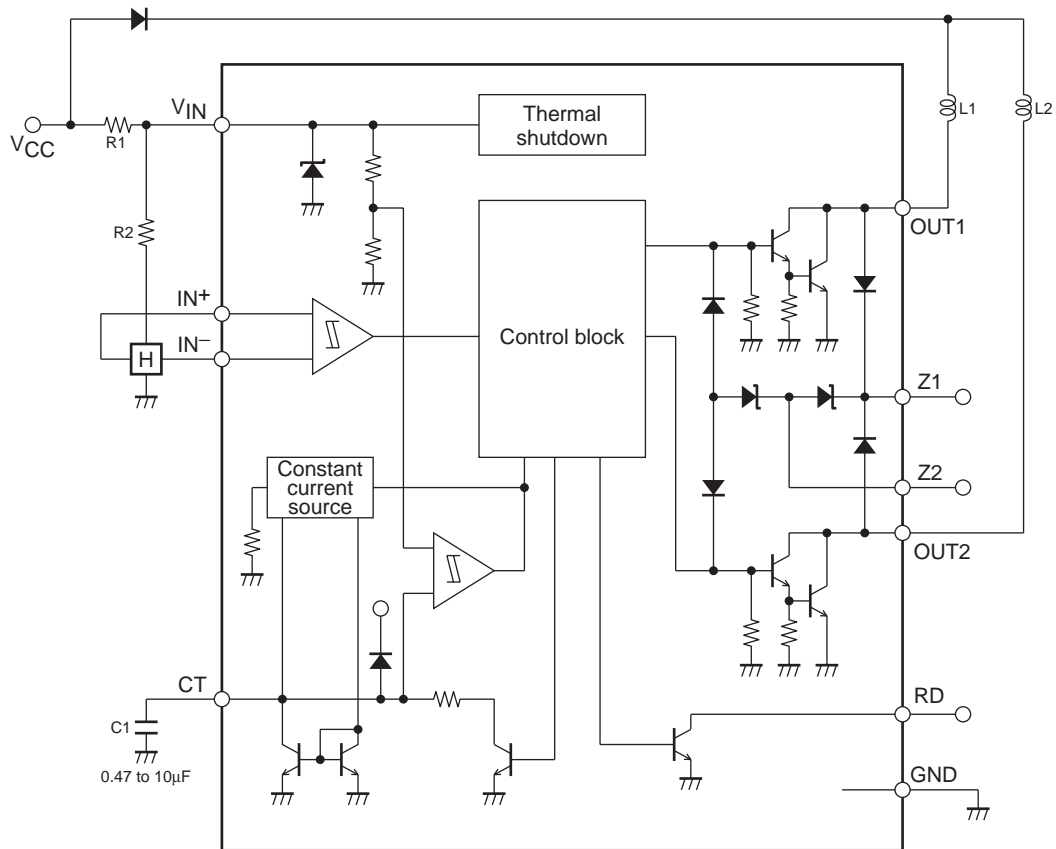 VIN
VCC
R1
Thermal
shutdown
L1
L2
OUT1
R2
IN+
IN−
H
Control block
Z1
Z2
OUT2
Constant
current
source
CT
C1
0.47 to 10μF
RD
GND